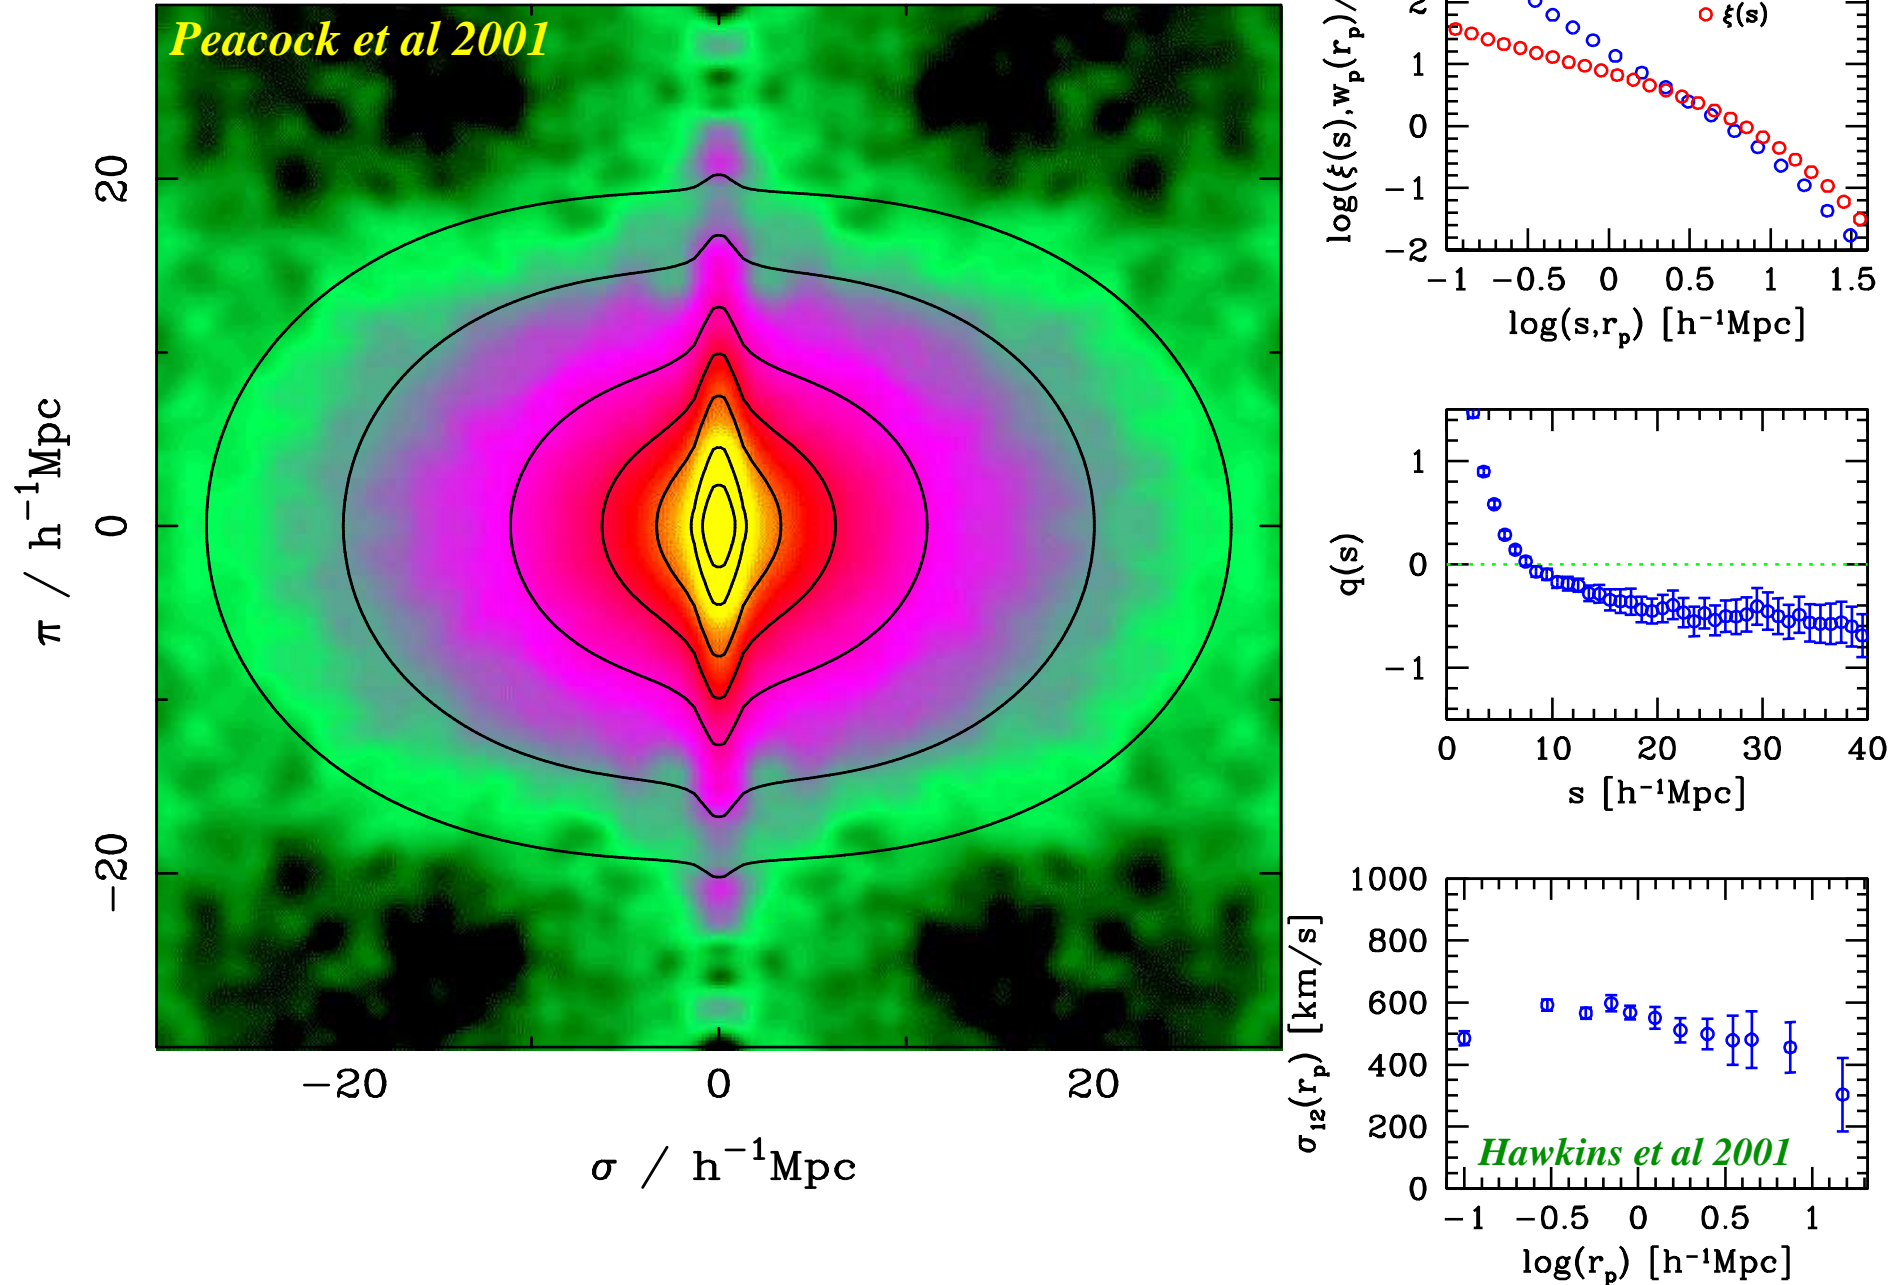 Peacock et al 2001
20
0
−20
π / h⁻¹Mpc
−20 0 20
σ / h⁻¹Mpc
ξ(s)
2
1
0
−1
−2
log(ξ(s),w_p(r_p)/
−1 −0.5 0 0.5 1 1.5
log(s,r_p) [h⁻¹Mpc]
1
0
−1
q(s)
0 10 20 30 40
s [h⁻¹Mpc]
1000
800
600
400
200
0
σ₁₂(r_p) [km/s]
Hawkins et al 2001
−1 −0.5 0 0.5 1
log(r_p) [h⁻¹Mpc]